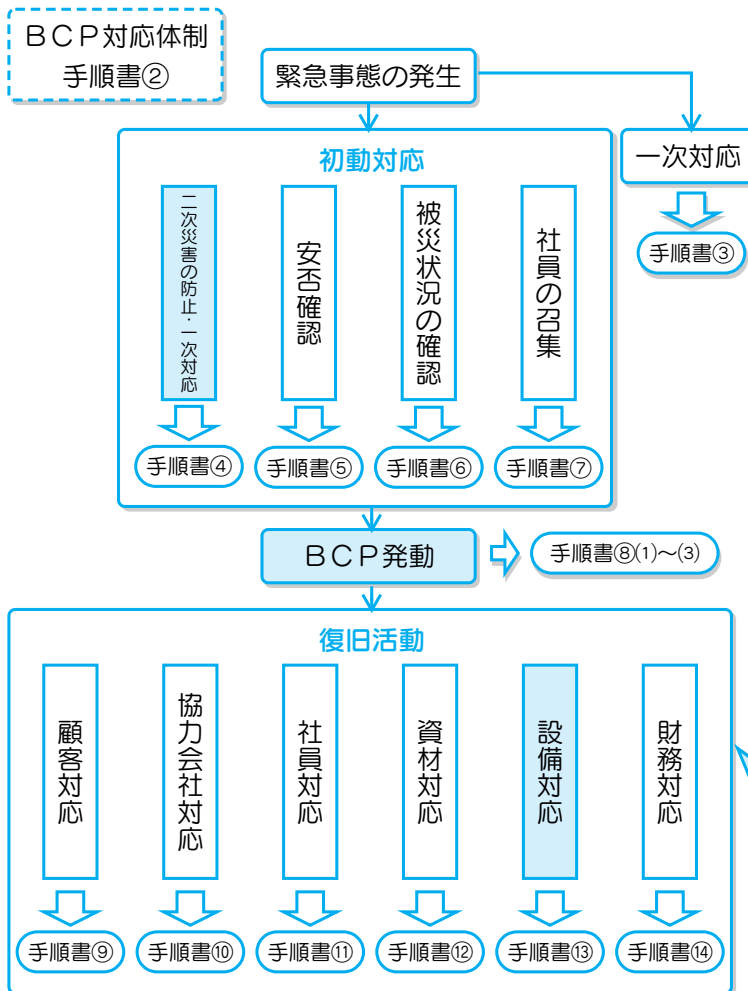 BCP対応体制
手順書②
緊急事態の発生
一次対応
手順書③
初動対応
二次災害の防止・一次対応
安否確認
被災状況の確認
社員の召集
手順書④
手順書⑤
手順書⑥
手順書⑦
BCP発動
手順書⑧⑴～⑶
復旧活動
顧客対応
協力会社対応
社員対応
資材対応
設備対応
財務対応
手順書⑨
手順書⑩
手順書⑪
手順書⑫
手順書⑬
手順書⑭